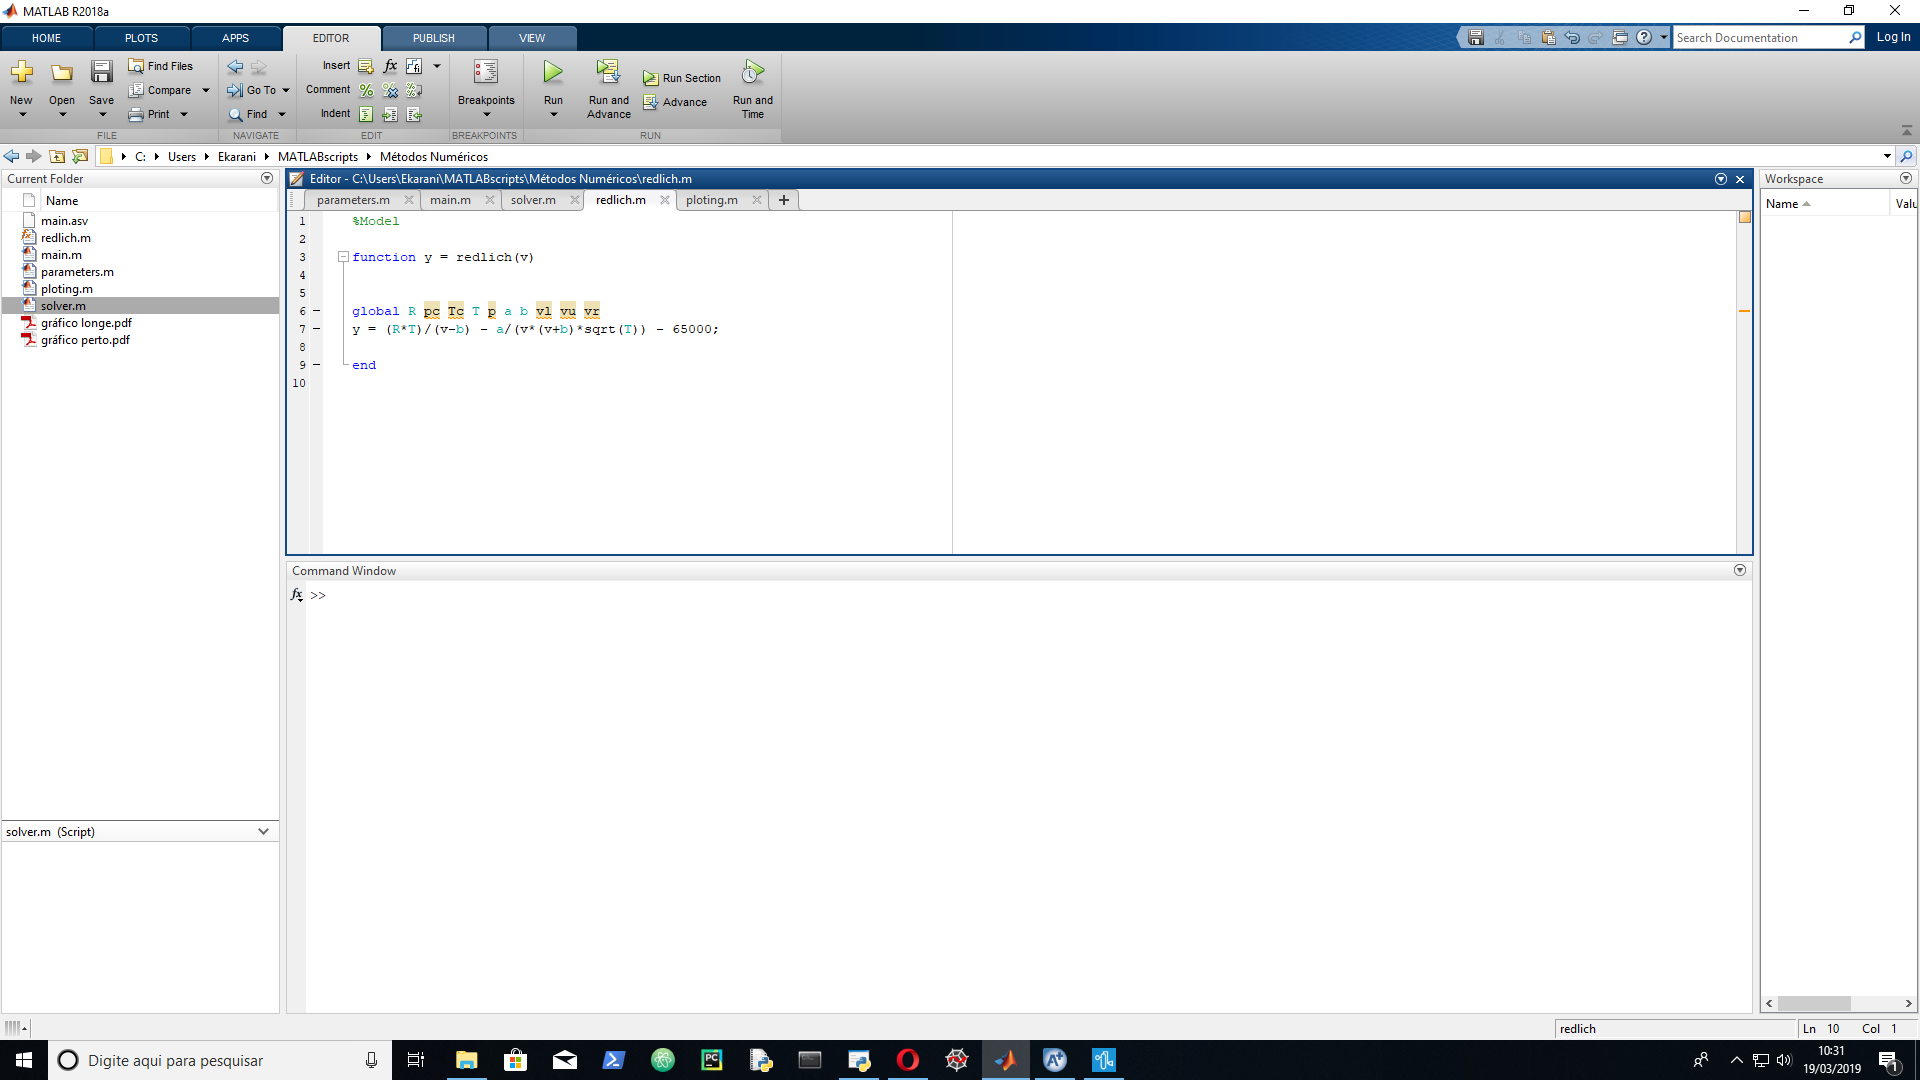 MATLAB R2018a
HOME PLOTS APPS EDITOR PUBLISH VIEW
Search Documentation Log In
New Open Save Find Files Compare Print
Go To Find
Insert Comment Indent
fx
Breakpoints
Run Run and Advance Run Section Advance Run and Time
FILE NAVIGATE EDIT BREAKPOINTS RUN
C: Users Ekarani MATLABscripts Métodos Numéricos
Current Folder
Name
main.asv
redlich.m
main.m
parameters.m
ploting.m
solver.m
gráfico longe.pdf
gráfico perto.pdf
solver.m (Script)
Editor - C:\Users\Ekarani\MATLABscripts\Métodos Numéricos\redlich.m
parameters.m main.m solver.m redlich.m ploting.m
1 %Model
2
3 function y = redlich(v)
4
5
6 global R pc Tc T p a b vl vu vr
7 y = (R*T)/(v-b) - a/(v*(v+b)*sqrt(T)) - 65000;
8
9 end
10
Command Window
fx >>
Workspace
Name Valu
redlich Ln 10 Col 1
Digite aqui para pesquisar
PC
A+
10:31
19/03/2019
1